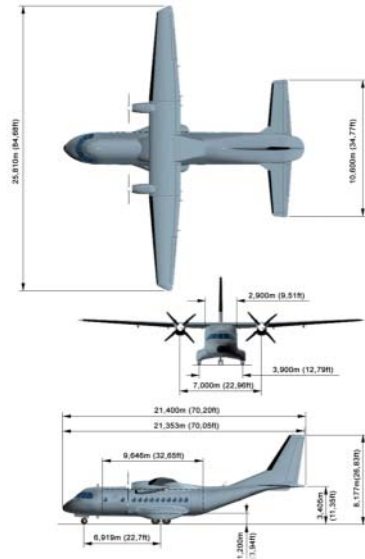 25,810m (84,68ft)
10,600m (34,77ft)
2,900m (9,51ft)
3,900m (12,79ft)
7,000m (22,96ft)
21,400m (70,20ft)
21,353m (70,05ft)
9,646m (32,65ft)
8,177m(26,83ft)
3,405m
(11,35ft)
1,200m
(3,94ft)
6,919m (22,7ft)